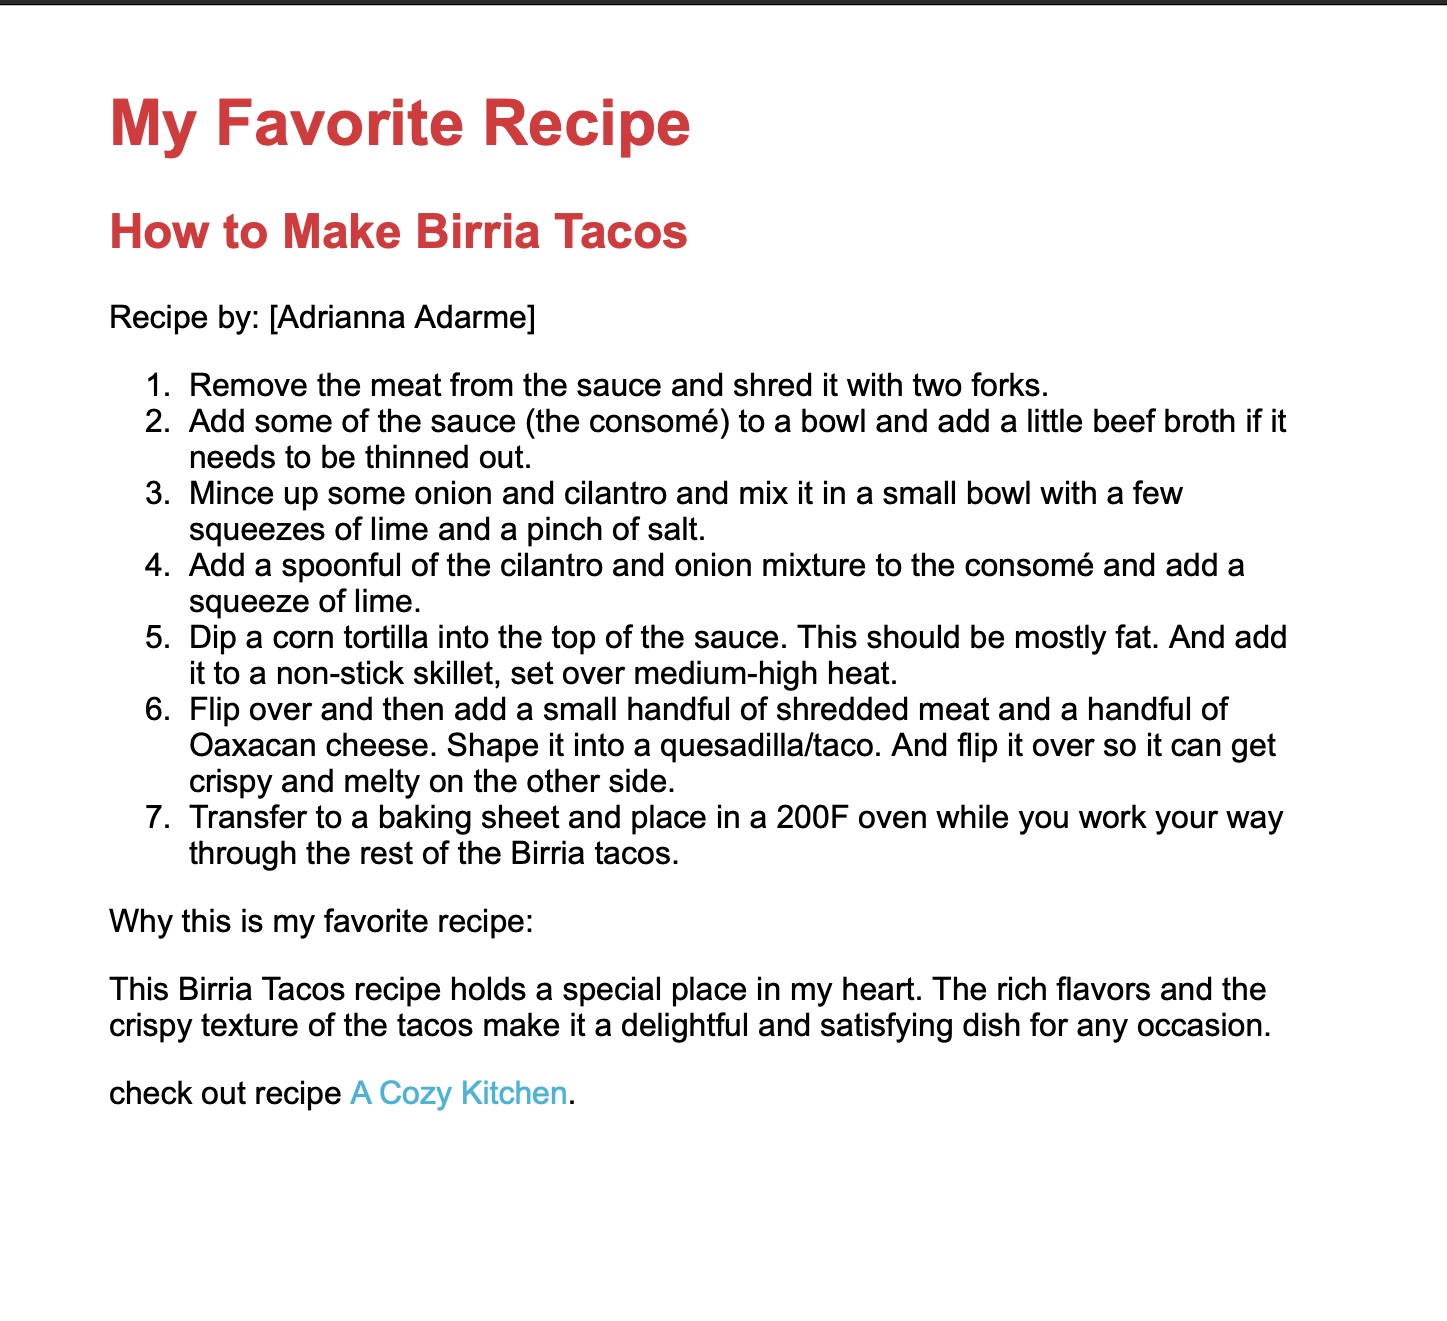 My Favorite Recipe
How to Make Birria Tacos
Recipe by: [Adrianna Adarme]
1. Remove the meat from the sauce and shred it with two forks.
2. Add some of the sauce (the consomé) to a bowl and add a little beef broth if it
needs to be thinned out.
3. Mince up some onion and cilantro and mix it in a small bowl with a few
squeezes of lime and a pinch of salt.
4. Add a spoonful of the cilantro and onion mixture to the consomé and add a
squeeze of lime.
5. Dip a corn tortilla into the top of the sauce. This should be mostly fat. And add
it to a non-stick skillet, set over medium-high heat.
6. Flip over and then add a small handful of shredded meat and a handful of
Oaxacan cheese. Shape it into a quesadilla/taco. And flip it over so it can get
crispy and melty on the other side.
7. Transfer to a baking sheet and place in a 200F oven while you work your way
through the rest of the Birria tacos.
Why this is my favorite recipe:
This Birria Tacos recipe holds a special place in my heart. The rich flavors and the
crispy texture of the tacos make it a delightful and satisfying dish for any occasion.
check out recipe A Cozy Kitchen.